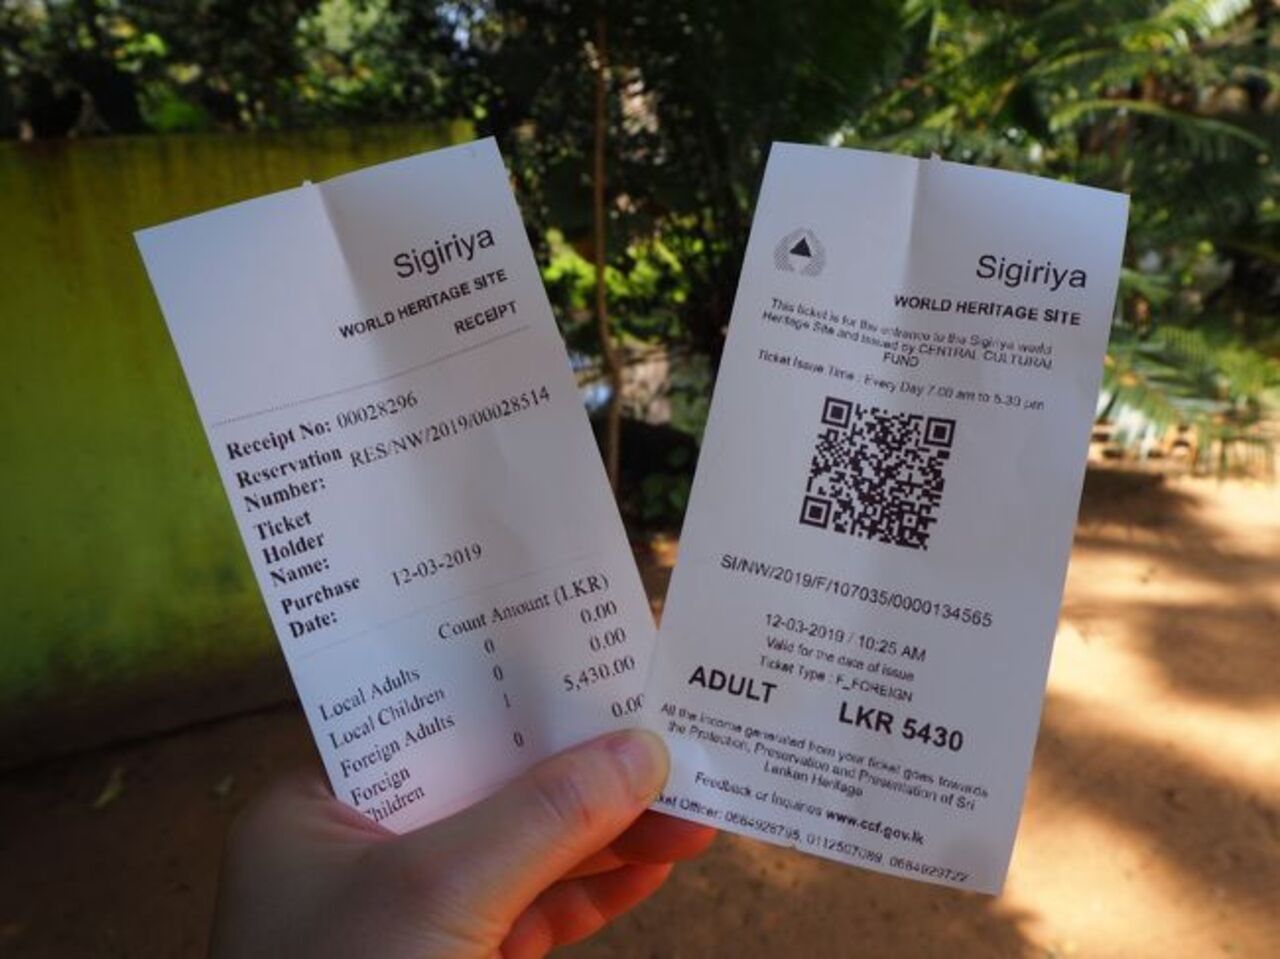 Sigiriya
WORLD HERITAGE SITE
RECEIPT
Receipt No: 00028296
Reservation Number: RES/NW/2019/00028514
Ticket
Holder
Name:
Purchase Date: 12-03-2019
Count Amount (LKR)
Local Adults 0 0.00
Local Children 0 0.00
Foreign Adults 1 5,430.00
Foreign Children 0 0.00
Sigiriya
WORLD HERITAGE SITE
This ticket is for the entrance to the Sigiriya world
Heritage Site and issued by CENTRAL CULTURAL
FUND
Ticket Issue Time : Every Day 7.00 am to 5.30 pm
SI/NW/2019/F/107035/0000134565
12-03-2019 / 10:25 AM
Valid for the date of issue
Ticket Type : F_FOREIGN
ADULT LKR 5430
All the income generated from your ticket goes towards
the Protection, Preservation and Presentation of Sri
Lankan Heritage
Feedback or Inquiries www.ccf.gov.lk
Officer: